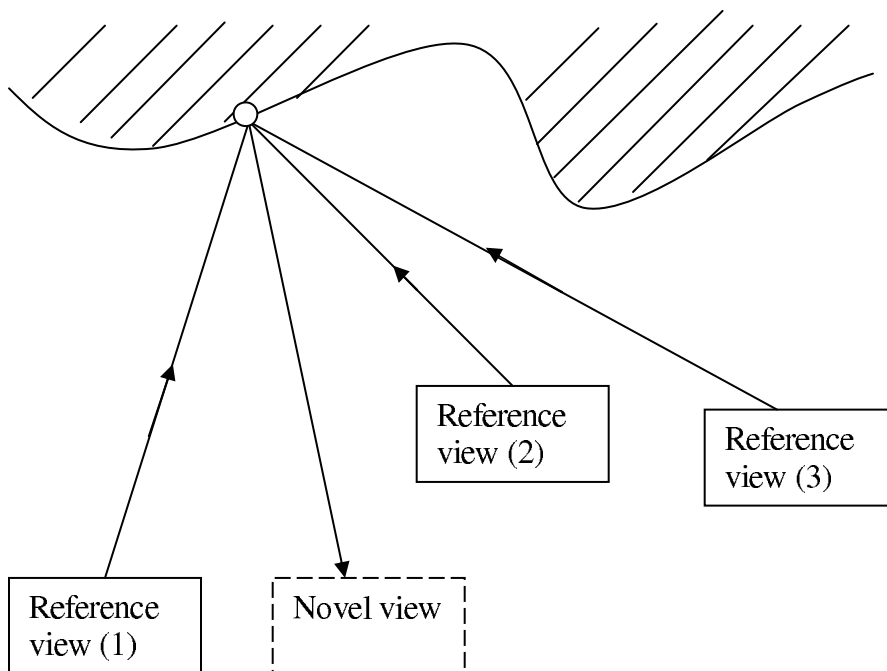 Reference
view (2)
Reference
view (3)
Reference
view (1)
Novel view